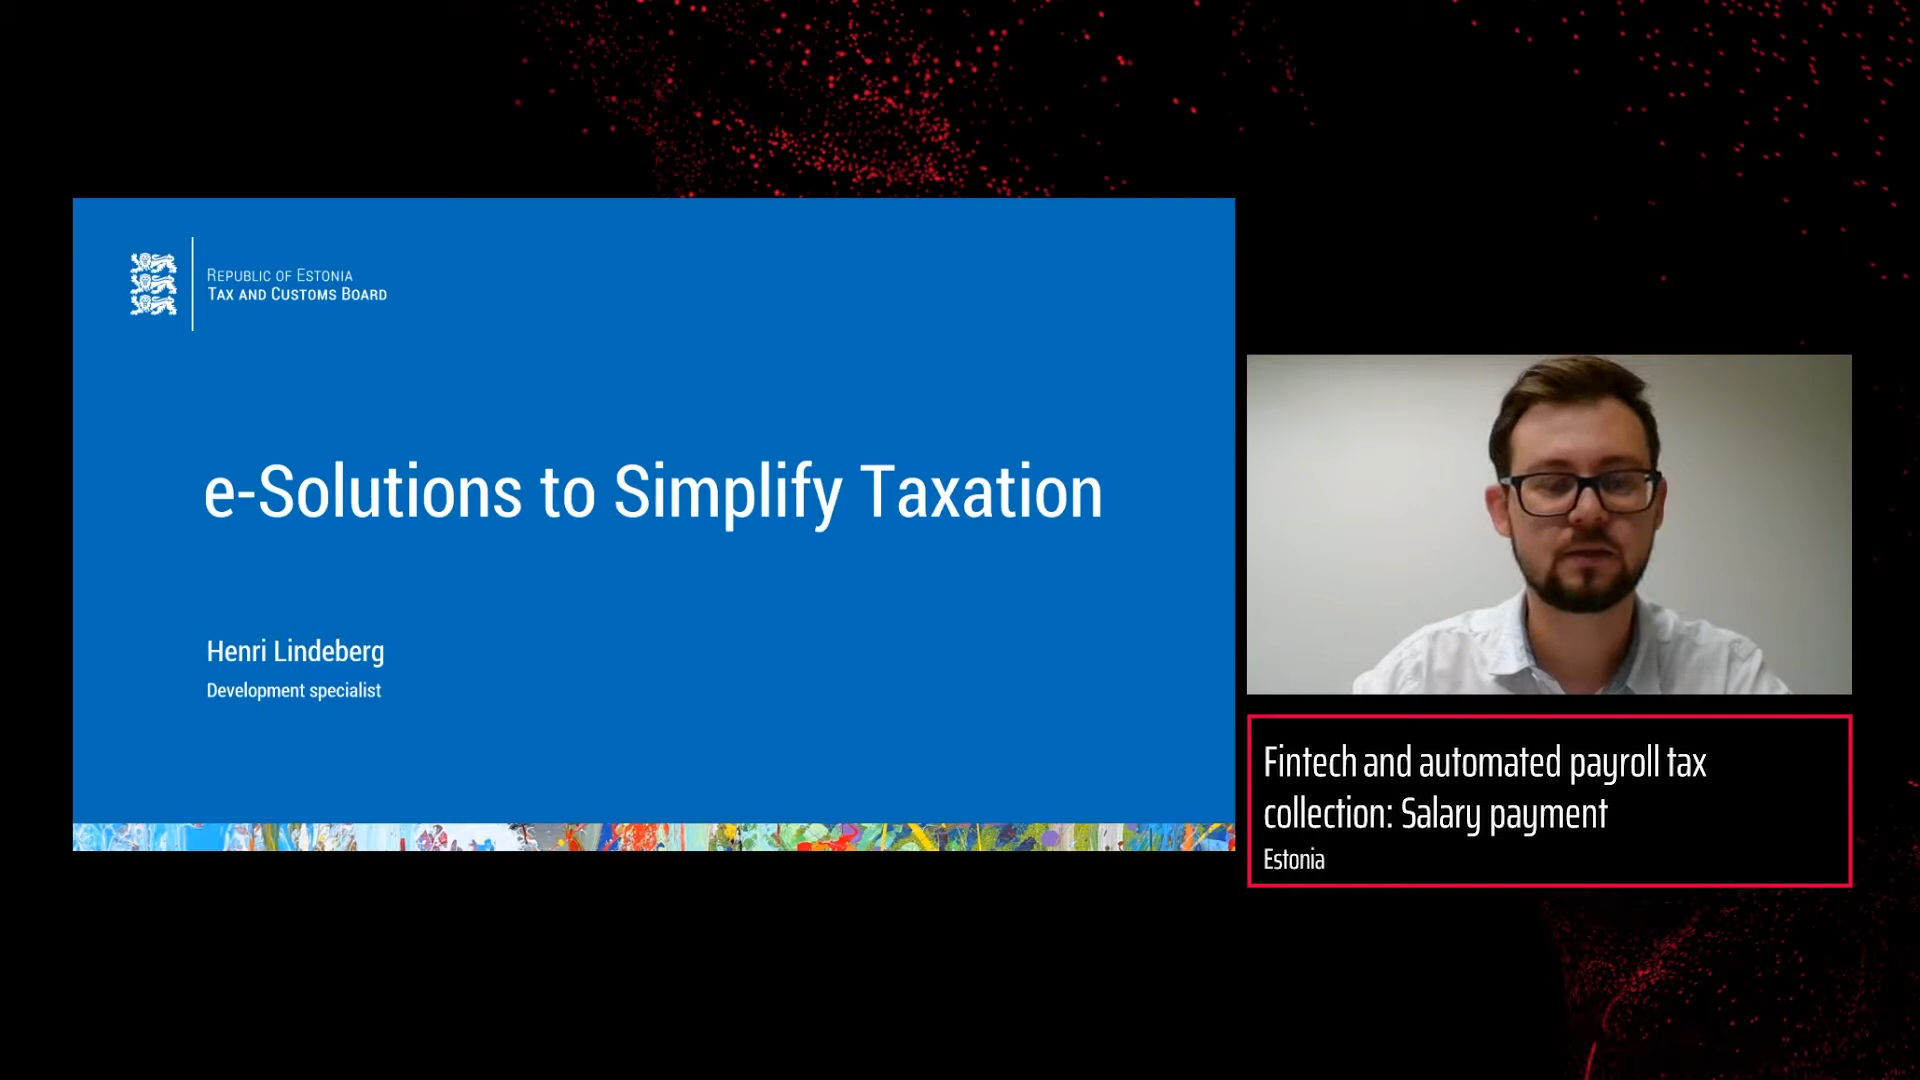 Republic of Estonia
Tax and Customs Board
e-Solutions to Simplify Taxation
Henri Lindeberg
Development specialist
Fintech and automated payroll tax
collection: Salary payment
Estonia